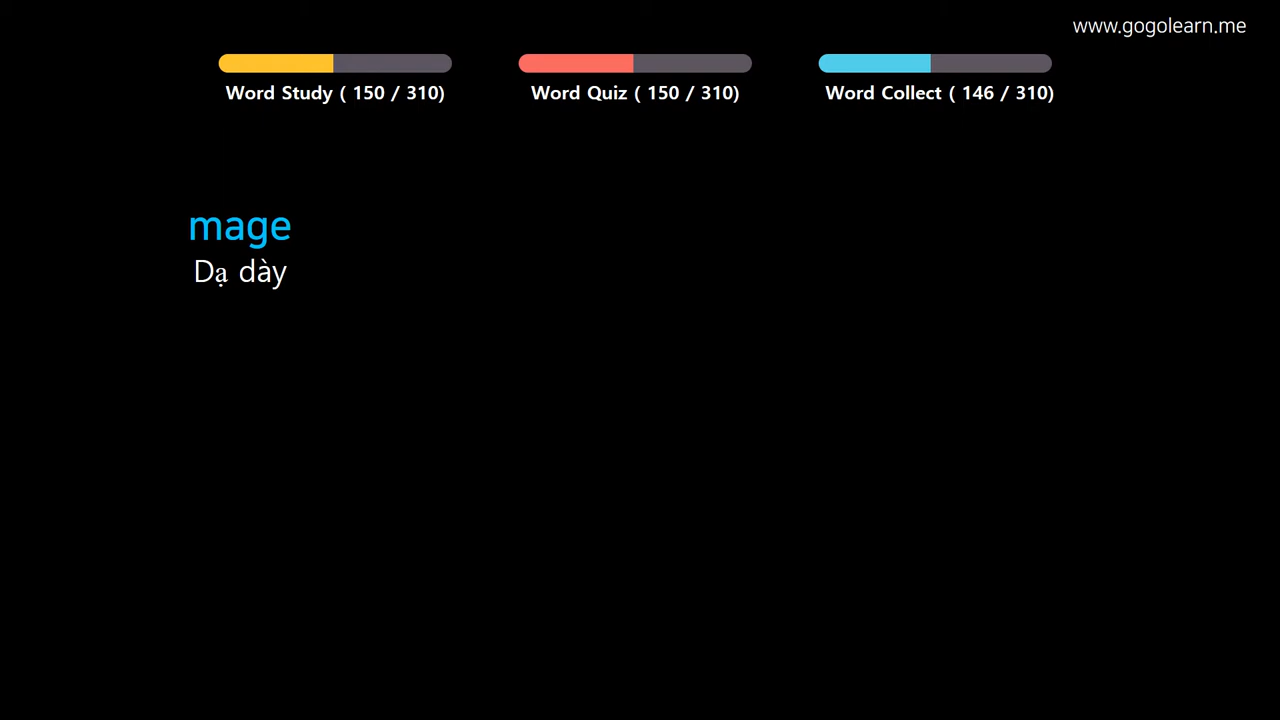 www.gogolearn.me
Word Study ( 150 / 310)
Word Quiz ( 150 / 310)
Word Collect ( 146 / 310)
mage
Dạ dày